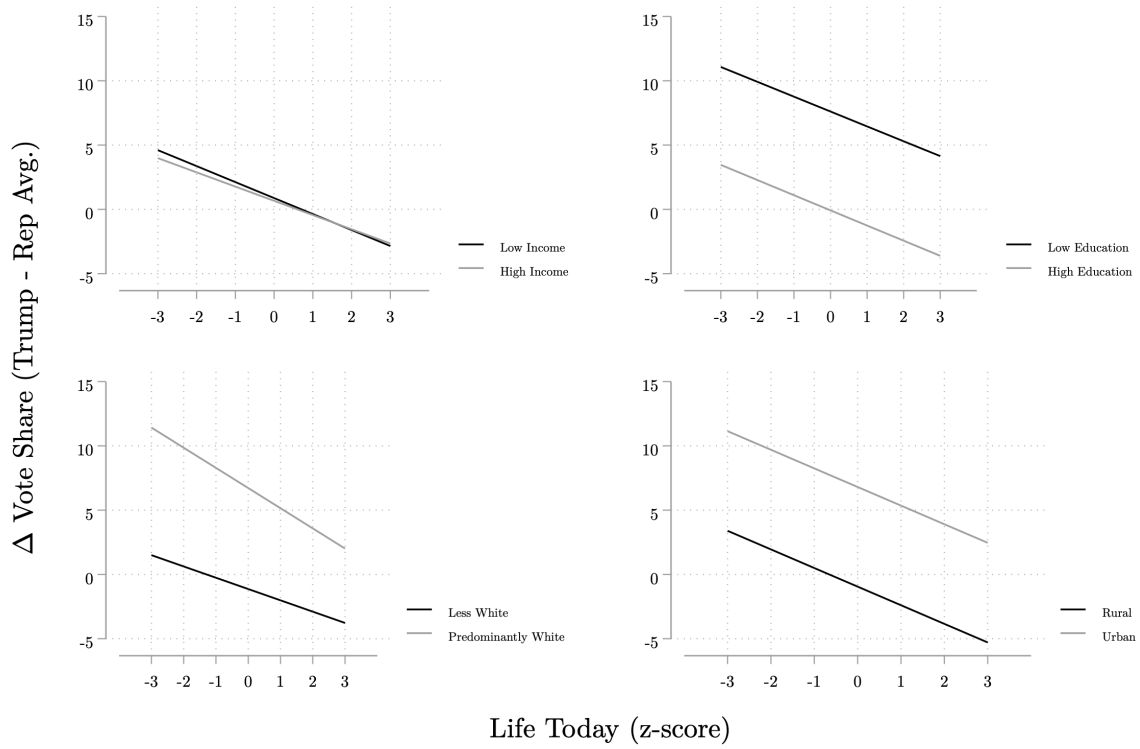 Δ Vote Share (Trump - Rep Avg.)
15
10
5
0
-5
-3 -2 -1 0 1 2 3
Low Income
High Income
15
10
5
0
-5
-3 -2 -1 0 1 2 3
Low Education
High Education
15
10
5
0
-5
-3 -2 -1 0 1 2 3
Less White
Predominantly White
15
10
5
0
-5
-3 -2 -1 0 1 2 3
Rural
Urban
Life Today (z-score)